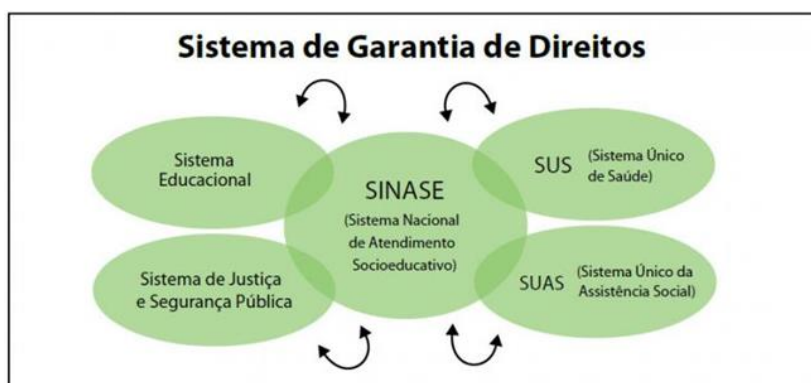 Sistema de Garantia de Direitos
Sistema
Educacional
SINASE
(Sistema Nacional
de Atendimento
Socioeducativo)
SUS (Sistema Único
de Saúde)
Sistema de Justiça
e Segurança Pública
SUAS (Sistema Único da
Assistência Social)